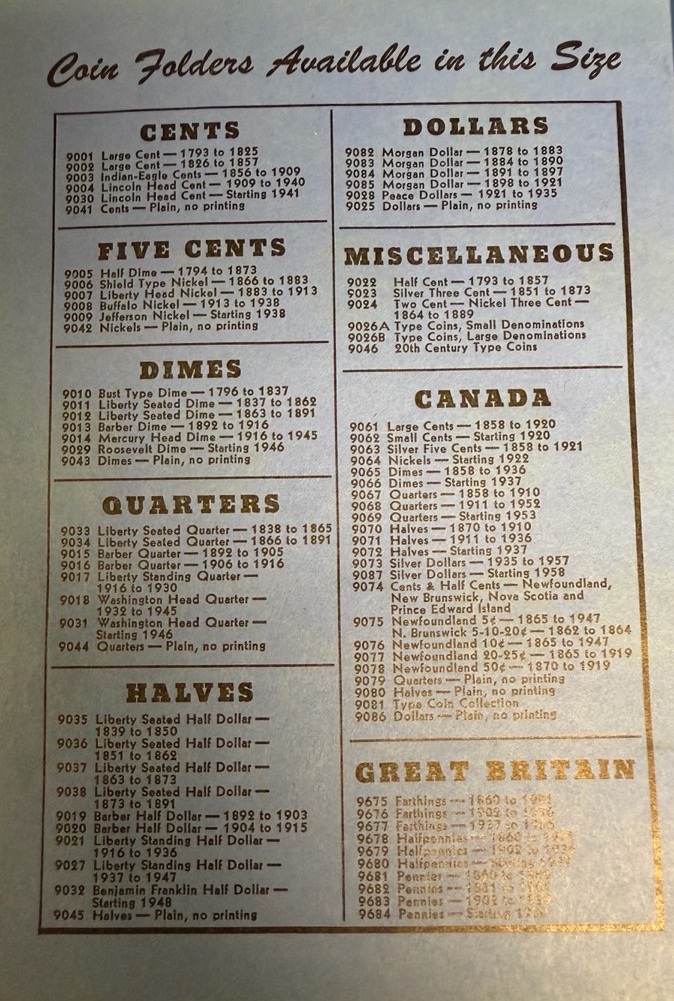 Coin Folders Available in this Size
CENTS
9001 Large Cent — 1793 to 1825
9002 Large Cent — 1826 to 1857
9003 Indian-Eagle Cents — 1856 to 1909
9004 Lincoln Head Cent — 1909 to 1940
9030 Lincoln Head Cent — Starting 1941
9041 Cents — Plain, no printing
FIVE CENTS
9005 Half Dime — 1794 to 1873
9006 Shield Type Nickel — 1866 to 1883
9007 Liberty Head Nickel — 1883 to 1913
9008 Buffalo Nickel — 1913 to 1938
9009 Jefferson Nickel — Starting 1938
9042 Nickels — Plain, no printing
DIMES
9010 Bust Type Dime — 1796 to 1837
9011 Liberty Seated Dime — 1837 to 1862
9012 Liberty Seated Dime — 1863 to 1891
9013 Barber Dime — 1892 to 1916
9014 Mercury Head Dime — 1916 to 1945
9029 Roosevelt Dime — Starting 1946
9043 Dimes — Plain, no printing
QUARTERS
9033 Liberty Seated Quarter — 1838 to 1865
9034 Liberty Seated Quarter — 1866 to 1891
9015 Barber Quarter — 1892 to 1905
9016 Barber Quarter — 1906 to 1916
9017 Liberty Standing Quarter —
1916 to 1930
9018 Washington Head Quarter —
1932 to 1945
9031 Washington Head Quarter —
Starting 1946
9044 Quarters — Plain, no printing
HALVES
9035 Liberty Seated Half Dollar —
1839 to 1850
9036 Liberty Seated Half Dollar —
1851 to 1862
9037 Liberty Seated Half Dollar —
1863 to 1873
9038 Liberty Seated Half Dollar —
1873 to 1891
9019 Barber Half Dollar — 1892 to 1903
9020 Barber Half Dollar — 1904 to 1915
9021 Liberty Standing Half Dollar —
1916 to 1936
9027 Liberty Standing Half Dollar —
1937 to 1947
9032 Benjamin Franklin Half Dollar —
Starting 1948
9045 Halves — Plain, no printing
DOLLARS
9082 Morgan Dollar — 1878 to 1883
9083 Morgan Dollar — 1884 to 1890
9084 Morgan Dollar — 1891 to 1897
9085 Morgan Dollar — 1898 to 1921
9028 Peace Dollars — 1921 to 1935
9025 Dollars — Plain, no printing
MISCELLANEOUS
9022 Half Cent — 1793 to 1857
9023 Silver Three Cent — 1851 to 1873
9024 Two Cent — Nickel Three Cent —
1864 to 1889
9026A Type Coins, Small Denominations
9026B Type Coins, Large Denominations
9046 20th Century Type Coins
CANADA
9061 Large Cents — 1858 to 1920
9062 Small Cents — Starting 1920
9063 Silver Five Cents — 1858 to 1921
9064 Nickels — Starting 1922
9065 Dimes — 1858 to 1936
9066 Dimes — Starting 1937
9067 Quarters — 1858 to 1910
9068 Quarters — 1911 to 1952
9069 Quarters — Starting 1953
9070 Halves — 1870 to 1910
9071 Halves — 1911 to 1936
9072 Halves — Starting 1937
9073 Silver Dollars — 1935 to 1957
9087 Silver Dollars — Starting 1958
9074 Cents & Half Cents — Newfoundland,
New Brunswick, Nova Scotia and
Prince Edward Island
9075 Newfoundland 5¢ — 1865 to 1947
N. Brunswick 5-10-20¢ — 1862 to 1864
9076 Newfoundland 10¢ — 1865 to 1947
9077 Newfoundland 20-25¢ — 1865 to 1919
9078 Newfoundland 50¢ — 1870 to 1919
9079 Quarters — Plain, no printing
9080 Halves — Plain, no printing
9081 Type Coin Collection
9086 Dollars — Plain, no printing
GREAT BRITAIN
9675 Farthings — 1860 to
9676 Farthings — 1902 to
9677 Farthings — 1937 to
9678 Halfpennies — 1860 to
9679 Halfpennies — 1902 to
9680 Halfpennies —
9681 Pennies — 1860 to
9682 Pennies — to
9683 Pennies — 1902 to
9684 Pennies — Starting